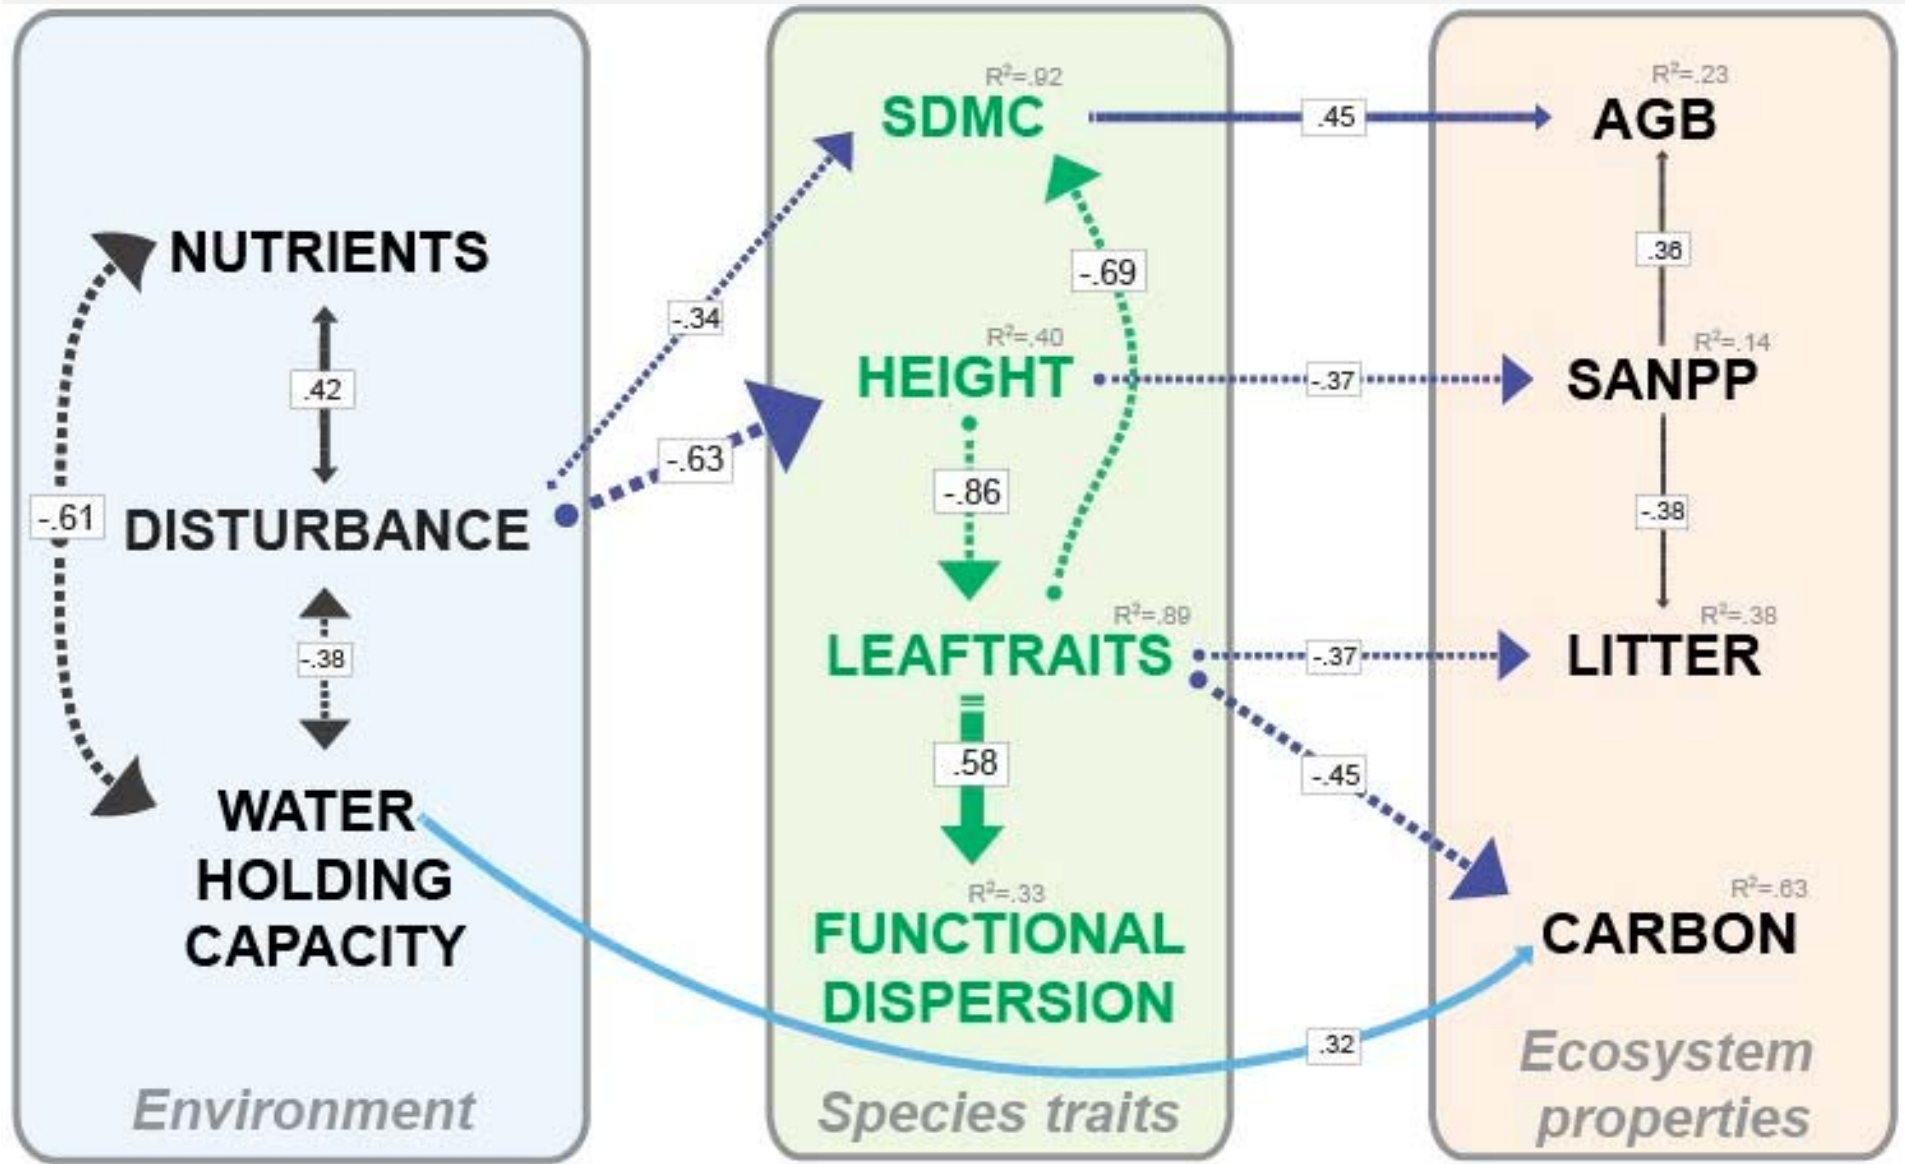 NUTRIENTS
.42
-.61
DISTURBANCE
-.38
WATER
HOLDING
CAPACITY
Environment
-.34
-.63
R²=.92
SDMC
-.69
R²=.40
HEIGHT
-.86
R²=.89
LEAFTRAITS
.58
R²=.33
FUNCTIONAL
DISPERSION
Species traits
.45
-.37
-.37
-.45
.32
R²=.23
AGB
.36
R²=.14
SANPP
-.38
R²=.38
LITTER
R²=.63
CARBON
Ecosystem
properties